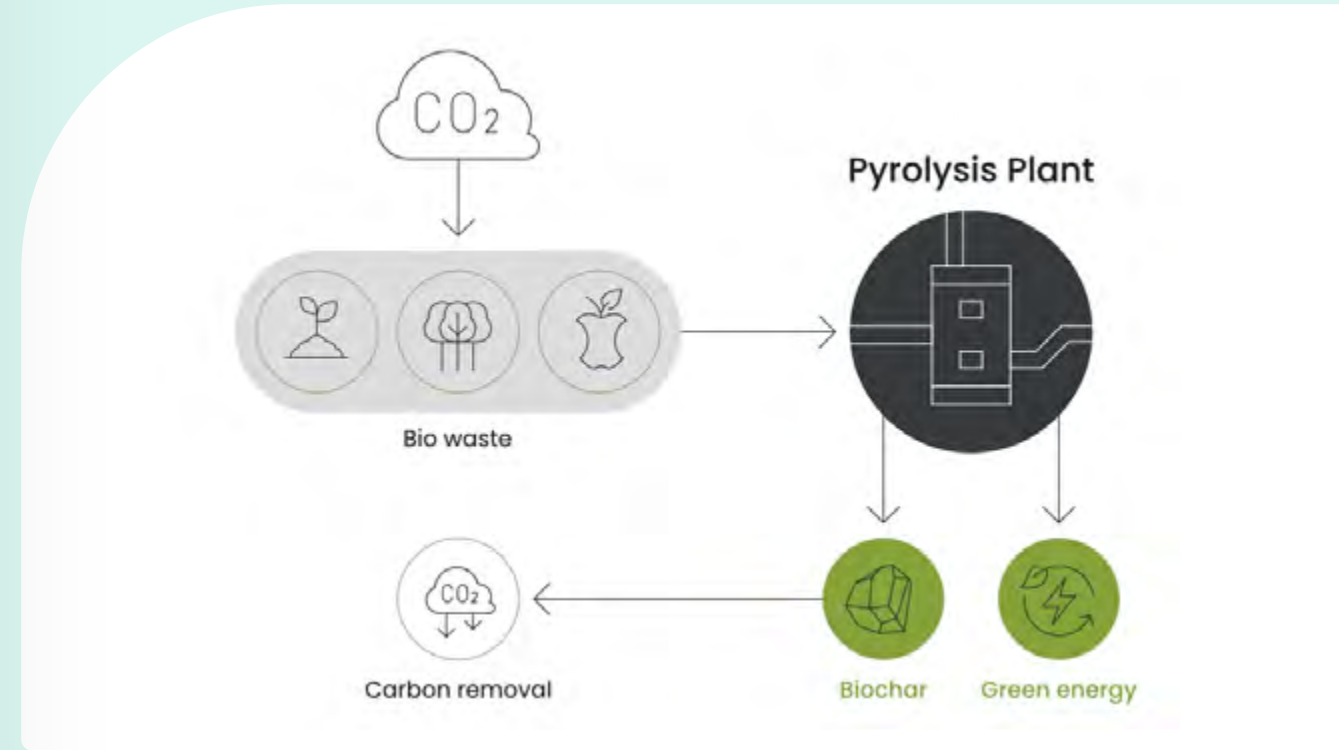 CO₂
Pyrolysis Plant
Bio waste
CO₂
Carbon removal
Biochar
Green energy